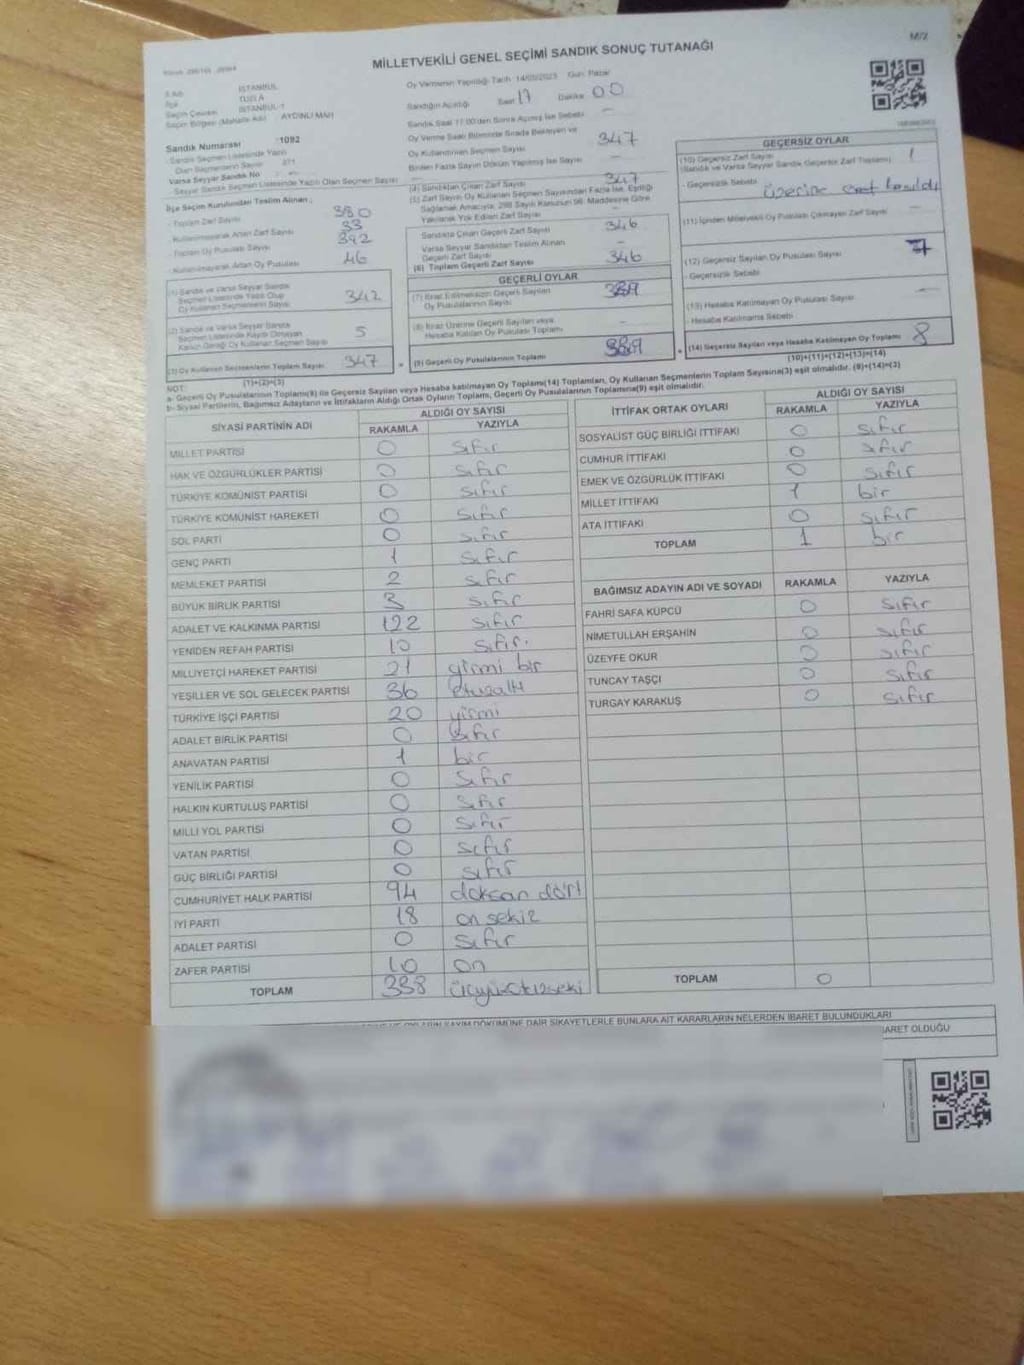 M/2
MİLLETVEKİLİ GENEL SEÇİMİ SANDIK SONUÇ TUTANAĞI
İl Adı İSTANBUL
İlçe TUZLA
Seçim Çevresi İSTANBUL-1
Seçim Bölgesi (Mahalle Adı) AYDINLI MAH
Sandık Numarası :1092
- Sandık Seçmen Listesinde Yazılı
Olan Seçmenlerin Sayısı 371
Varsa Seyyar Sandık No
- Seyyar Sandık Seçmen Listesinde Yazılı Olan Seçmen Sayısı
İlçe Seçim Kurulundan Teslim Alınan ;
- Toplam Zarf Sayısı 380
- Kullanılmayarak Artan Zarf Sayısı 33
- Toplam Oy Pusulası Sayısı 392
- Kullanılmayarak Artan Oy Pusulası 46
(1) Sandık ve Varsa Seyyar Sandık
Seçmen Listesinde Yazılı Olup
Oy Kullanan Seçmenlerin Sayısı 342
(2) Sandık ve Varsa Seyyar Sandık
Seçmen Listesinde Kaydı Olmayan
Kanun Gereği Oy Kullanan Seçmen Sayısı 5
(3) Oy Kullanan Seçmenlerin Toplam Sayısı 347
(1)+(2)=(3)
Oy Vermenin Yapıldığı Tarih :14/05/2023 Gün: Pazar
Sandığın Açıldığı Saat 17 Dakika 00
Sandık Saat 17:00'den Sonra Açılmış İse Sebebi —
Oy Verme Saati Bitiminde Sırada Bekleyen ve
Oy Kullandırılan Seçmen Sayısı 347
Birden Fazla Sayım Döküm Yapılmış İse Sayısı —
(4) Sandıktan Çıkan Zarf Sayısı 347
(5) Zarf Sayısı Oy Kullanan Seçmen Sayısından Fazla İse, Eşitliği
Sağlamak Amacıyla, 298 Sayılı Kanunun 98. Maddesine Göre
Yakılarak Yok Edilen Zarf Sayısı —
Sandıkta Çıkan Geçerli Zarf Sayısı 346
Varsa Seyyar Sandıktan Teslim Alınan
Geçerli Zarf Sayısı —
(6) Toplam Geçerli Zarf Sayısı 346
GEÇERLİ OYLAR
(7) İtiraz Edilmeksizin Geçerli Sayılan
Oy Pusulalarının Sayısı
(8) İtiraz Üzerine Geçerli Sayılan veya
Hesaba Katılan Oy Pusulası Toplamı —
(9) Geçerli Oy Pusulalarının Toplamı
GEÇERSİZ OYLAR
(10) Geçersiz Zarf Sayısı 1
(Sandık ve Varsa Seyyar Sandık Geçersiz Zarf Toplamı)
- Geçersizlik Sebebi üzerine
(11) İçinden Milletvekili Oy Pusulası Çıkmayan Zarf Sayısı —
(12) Geçersiz Sayılan Oy Pusulası Sayısı 7
- Geçersizlik Sebebi
(13) Hesaba Katılmayan Oy Pusulası Sayısı —
- Hesaba Katılmama Sebebi
(14) Geçersiz Sayılan veya Hesaba Katılmayan Oy Toplamı 8
(10)+(11)+(12)+(13)=(14)
NOT:
a- Geçerli Oy Pusulalarının Toplamı(9) ile Geçersiz Sayılan veya Hesaba katılmayan Oy Toplamı(14) Toplamları, Oy Kullanan Seçmenlerin Toplam Sayısına(3) eşit olmalıdır. (9)+(14)=(3)
b- Siyasi Partilerin, Bağımsız Adayların ve İttifakların Aldığı Ortak Oyların Toplamı, Geçerli Oy Pusulalarının Toplamına(9) eşit olmalıdır.
SİYASİ PARTİNİN ADI ALDIĞI OY SAYISI
RAKAMLA YAZIYLA
MİLLET PARTİSİ 0 sıfır
HAK VE ÖZGÜRLÜKLER PARTİSİ 0 sıfır
TÜRKİYE KOMÜNİST PARTİSİ 0 sıfır
TÜRKİYE KOMÜNİST HAREKETİ 0 sıfır
SOL PARTİ 0 sıfır
GENÇ PARTİ 1 sıfır
MEMLEKET PARTİSİ 2 sıfır
BÜYÜK BİRLİK PARTİSİ 3 sıfır
ADALET VE KALKINMA PARTİSİ 122 sıfır
YENİDEN REFAH PARTİSİ 10 sıfır.
MİLLİYETÇİ HAREKET PARTİSİ 21 yirmi bir
YEŞİLLER VE SOL GELECEK PARTİSİ 36 otuzaltı
TÜRKİYE İŞÇİ PARTİSİ 20 yirmi
ADALET BİRLİK PARTİSİ 0 sıfır
ANAVATAN PARTİSİ 1 bir
YENİLİK PARTİSİ 0 sıfır
HALKIN KURTULUŞ PARTİSİ 0 sıfır
MİLLİ YOL PARTİSİ 0 sıfır
VATAN PARTİSİ 0 sıfır
GÜÇ BİRLİĞİ PARTİSİ 0 sıfır
CUMHURİYET HALK PARTİSİ 94 doksan dört
İYİ PARTİ 18 on sekiz
ADALET PARTİSİ 0 sıfır
ZAFER PARTİSİ 10 on
TOPLAM 338 üçyüzotuzseki
İTTİFAK ORTAK OYLARI ALDIĞI OY SAYISI
RAKAMLA YAZIYLA
SOSYALİST GÜÇ BİRLİĞİ İTTİFAKI 0 sıfır
CUMHUR İTTİFAKI 0 sıfır
EMEK VE ÖZGÜRLÜK İTTİFAKI 0 sıfır
MİLLET İTTİFAKI 1 bir
ATA İTTİFAKI 0 sıfır
TOPLAM 1 bir
BAĞIMSIZ ADAYIN ADI VE SOYADI RAKAMLA YAZIYLA
FAHRİ SAFA KÜPCÜ 0 sıfır
NİMETULLAH ERŞAHİN 0 sıfır
ÜZEYFE OKUR 0 sıfır
TUNCAY TAŞÇI 0 sıfır
TURGAY KARAKUŞ 0 sıfır
TOPLAM 0
SAYIM DÖKÜMÜNE DAİR ŞİKAYETLERLE BUNLARA AİT KARARLARIN NELERDEN İBARET BULUNDUKLARI
İBARET OLDUĞU